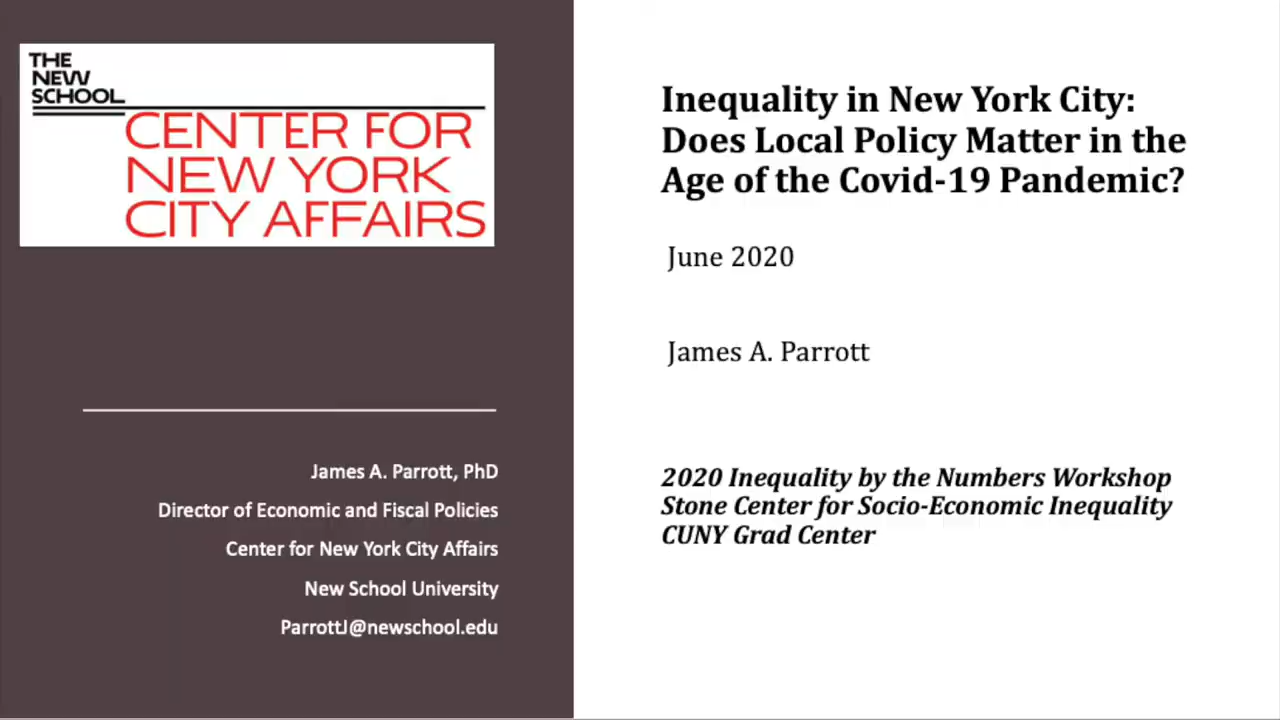 THE
NEW
SCHOOL
CENTER FOR
NEW YORK
CITY AFFAIRS
James A. Parrott, PhD
Director of Economic and Fiscal Policies
Center for New York City Affairs
New School University
ParrottJ@newschool.edu
Inequality in New York City:
Does Local Policy Matter in the
Age of the Covid-19 Pandemic?
June 2020
James A. Parrott
2020 Inequality by the Numbers Workshop
Stone Center for Socio-Economic Inequality
CUNY Grad Center